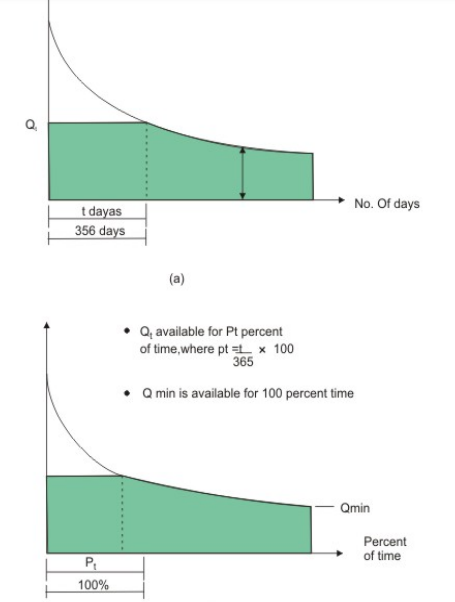 Qt
No. Of days
t dayas
356 days
(a)
• Qt available for Pt percent
of time,where pt = t/365 × 100
• Q min is available for 100 percent time
Qmin
Percent
of time
Pt
100%